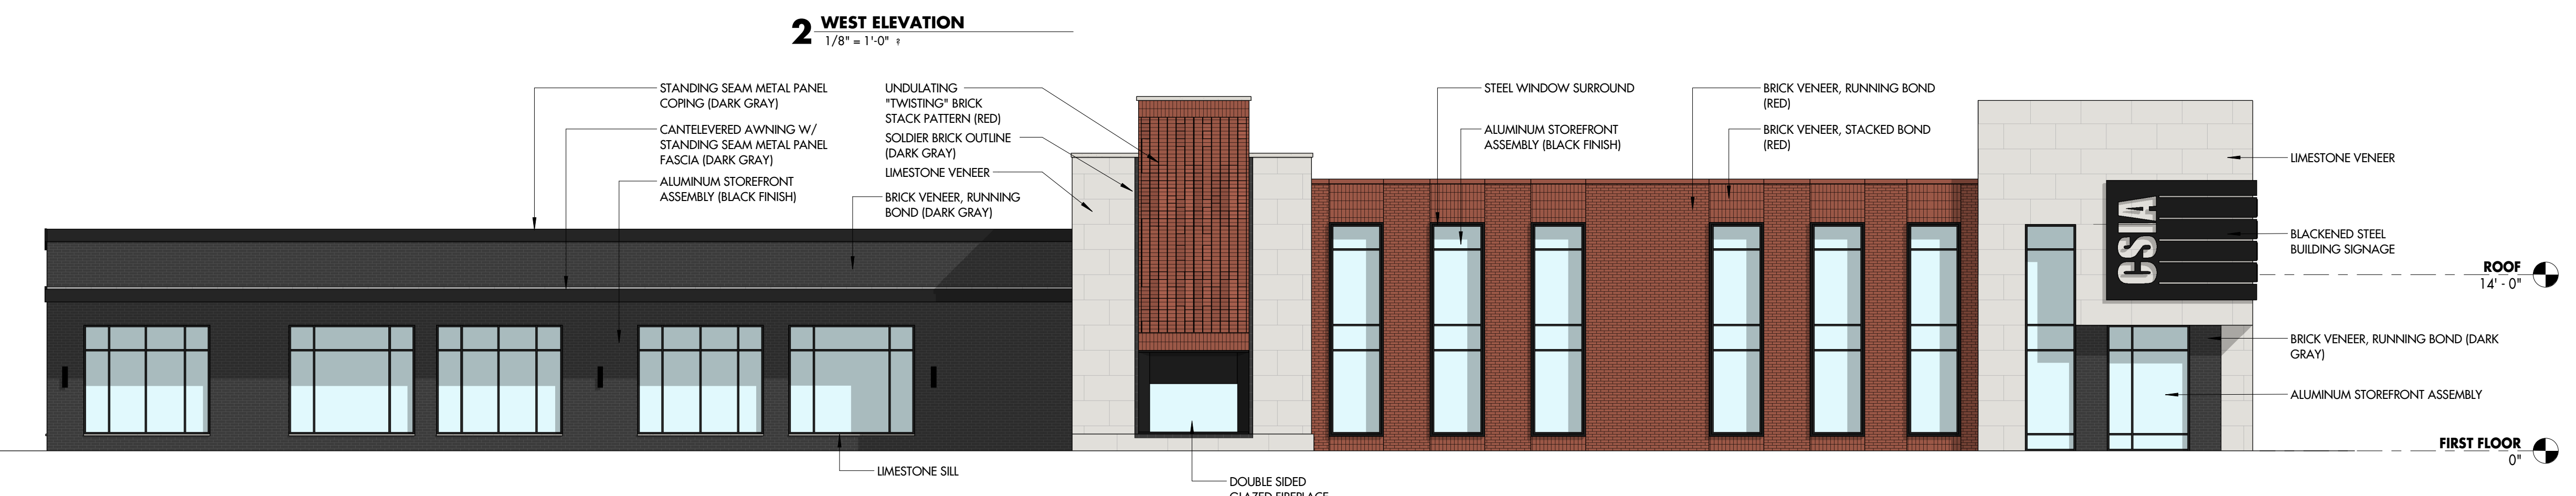 2 WEST ELEVATION
1/8" = 1'-0"
STANDING SEAM METAL PANEL
COPING (DARK GRAY)
CANTELEVERED AWNING W/
STANDING SEAM METAL PANEL
FASCIA (DARK GRAY)
ALUMINUM STOREFRONT
ASSEMBLY (BLACK FINISH)
UNDULATING
"TWISTING" BRICK
STACK PATTERN (RED)
SOLDIER BRICK OUTLINE
(DARK GRAY)
LIMESTONE VENEER
BRICK VENEER, RUNNING
BOND (DARK GRAY)
STEEL WINDOW SURROUND
ALUMINUM STOREFRONT
ASSEMBLY (BLACK FINISH)
BRICK VENEER, RUNNING BOND
(RED)
BRICK VENEER, STACKED BOND
(RED)
LIMESTONE VENEER
CSIA
BLACKENED STEEL
BUILDING SIGNAGE
ROOF
14' - 0"
BRICK VENEER, RUNNING BOND (DARK
GRAY)
ALUMINUM STOREFRONT ASSEMBLY
FIRST FLOOR
0"
LIMESTONE SILL
DOUBLE SIDED
GLAZED FIREPLACE